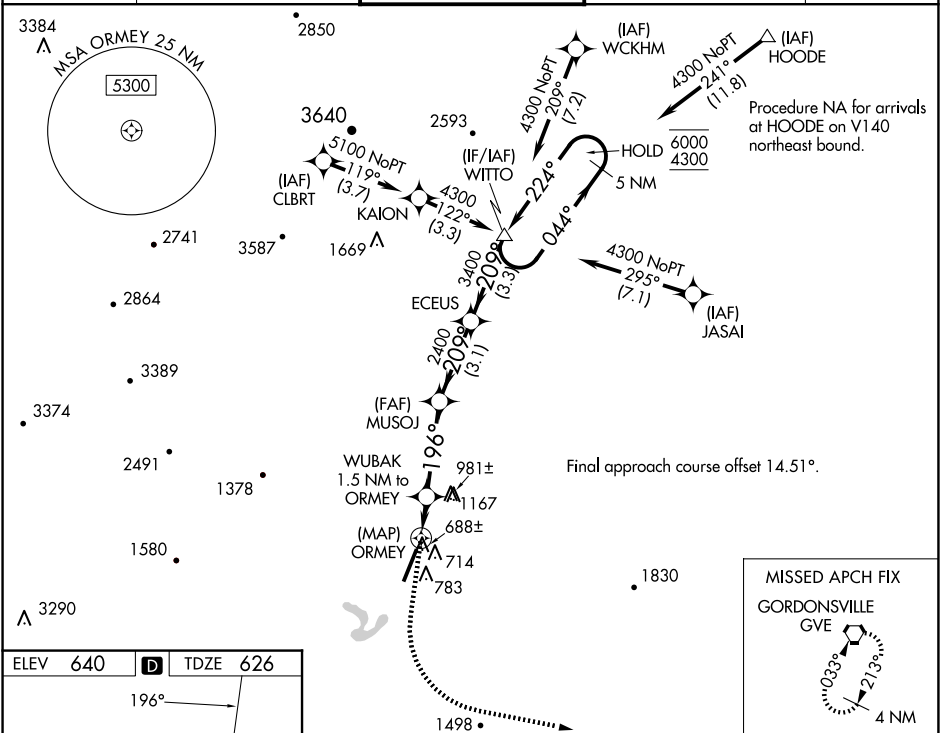 3384
2850
MSA ORMEY 25 NM
5300
(IAF)
WCKHM
(IAF)
HOODE
4300 NoPT
209°
(7.2)
4300 NoPT
241°
(11.8)
Procedure NA for arrivals
at HOODE on V140
northeast bound.
3640
2593
5100 NoPT
119°
(3.7)
(IAF)
CLBRT
(IF/IAF)
WITTO
HOLD
6000
4300
5 NM
224°
044°
KAION
4300
122°
(3.3)
2741
3587
1669
3400
209°
(3.3)
4300 NoPT
295°
(7.1)
(IAF)
JASAI
2864
ECEUS
2400
209°
(3.1)
3389
3374
(FAF)
MUSOJ
196°
2491
1378
WUBAK
1.5 NM to
ORMEY
981±
1167
Final approach course offset 14.51°.
(MAP)
ORMEY
688±
714
783
1580
1830
3290
MISSED APCH FIX
GORDONSVILLE
GVE
033°
213°
4 NM
ELEV 640 D TDZE 626
196°
1498